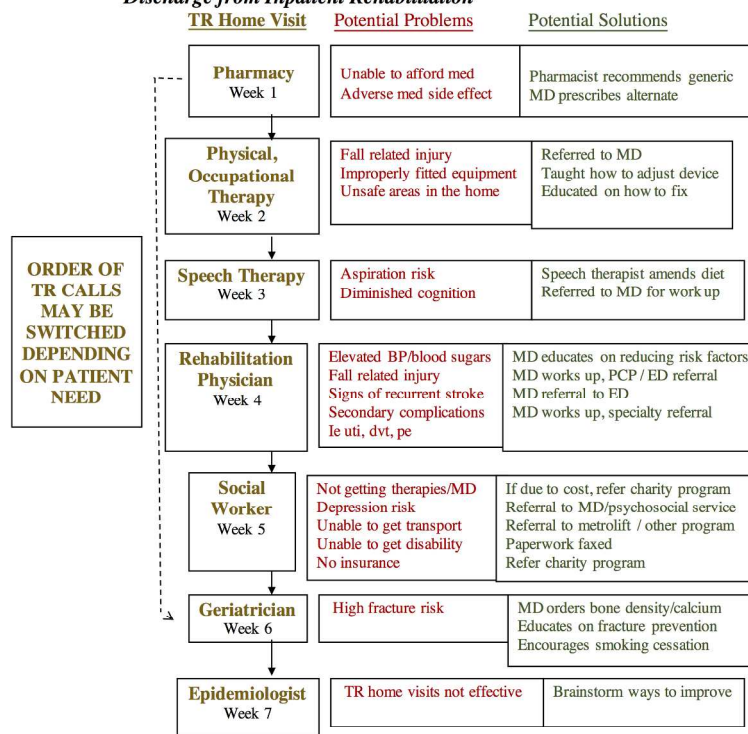 Discharge from Inpatient Rehabilitation
TR Home Visit
Potential Problems
Potential Solutions
Pharmacy
Week 1
Unable to afford med
Adverse med side effect
Pharmacist recommends generic
MD prescribes alternate
Physical,
Occupational
Therapy
Week 2
Fall related injury
Improperly fitted equipment
Unsafe areas in the home
Referred to MD
Taught how to adjust device
Educated on how to fix
ORDER OF
TR CALLS
MAY BE
SWITCHED
DEPENDING
ON PATIENT
NEED
Speech Therapy
Week 3
Aspiration risk
Diminished cognition
Speech therapist amends diet
Referred to MD for work up
Rehabilitation
Physician
Week 4
Elevated BP/blood sugars
Fall related injury
Signs of recurrent stroke
Secondary complications
Ie uti, dvt, pe
MD educates on reducing risk factors
MD works up, PCP / ED referral
MD referral to ED
MD works up, specialty referral
Social
Worker
Week 5
Not getting therapies/MD
Depression risk
Unable to get transport
Unable to get disability
No insurance
If due to cost, refer charity program
Referral to MD/psychosocial service
Referral to metrolift / other program
Paperwork faxed
Refer charity program
Geriatrician
Week 6
High fracture risk
MD orders bone density/calcium
Educates on fracture prevention
Encourages smoking cessation
Epidemiologist
Week 7
TR home visits not effective
Brainstorm ways to improve